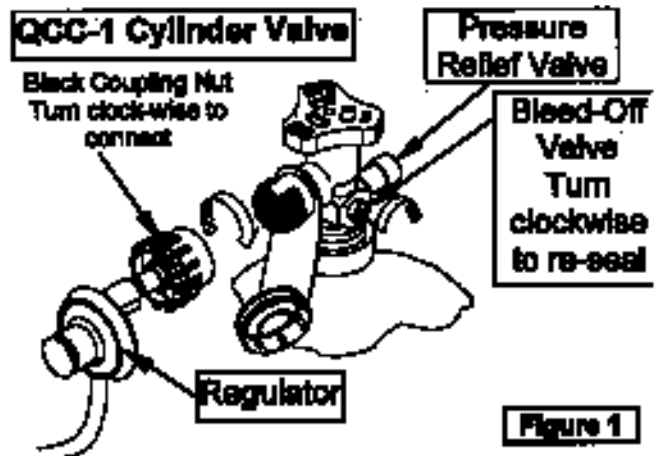 QCC-1 Cylinder Valve
Black Coupling Nut
Turn clock-wise to
connect
Pressure
Relief Valve
Bleed-Off
Valve
Turn
clockwise
to re-seal
Regulator
Figure 1